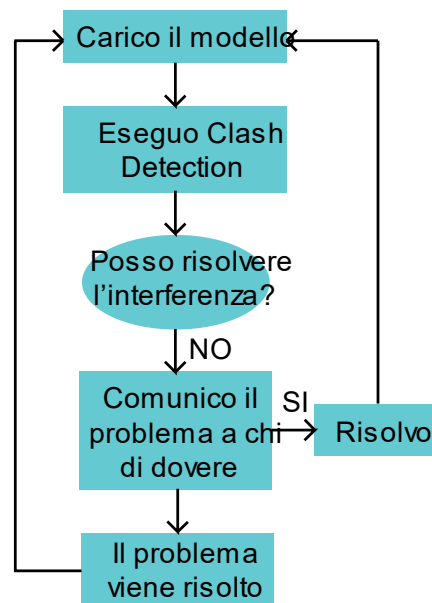 Carico il modello
Eseguo Clash
Detection
Posso risolvere
l'interferenza?
NO
Comunico il
problema a chi
di dovere
SI
Risolvo
Il problema
viene risolto